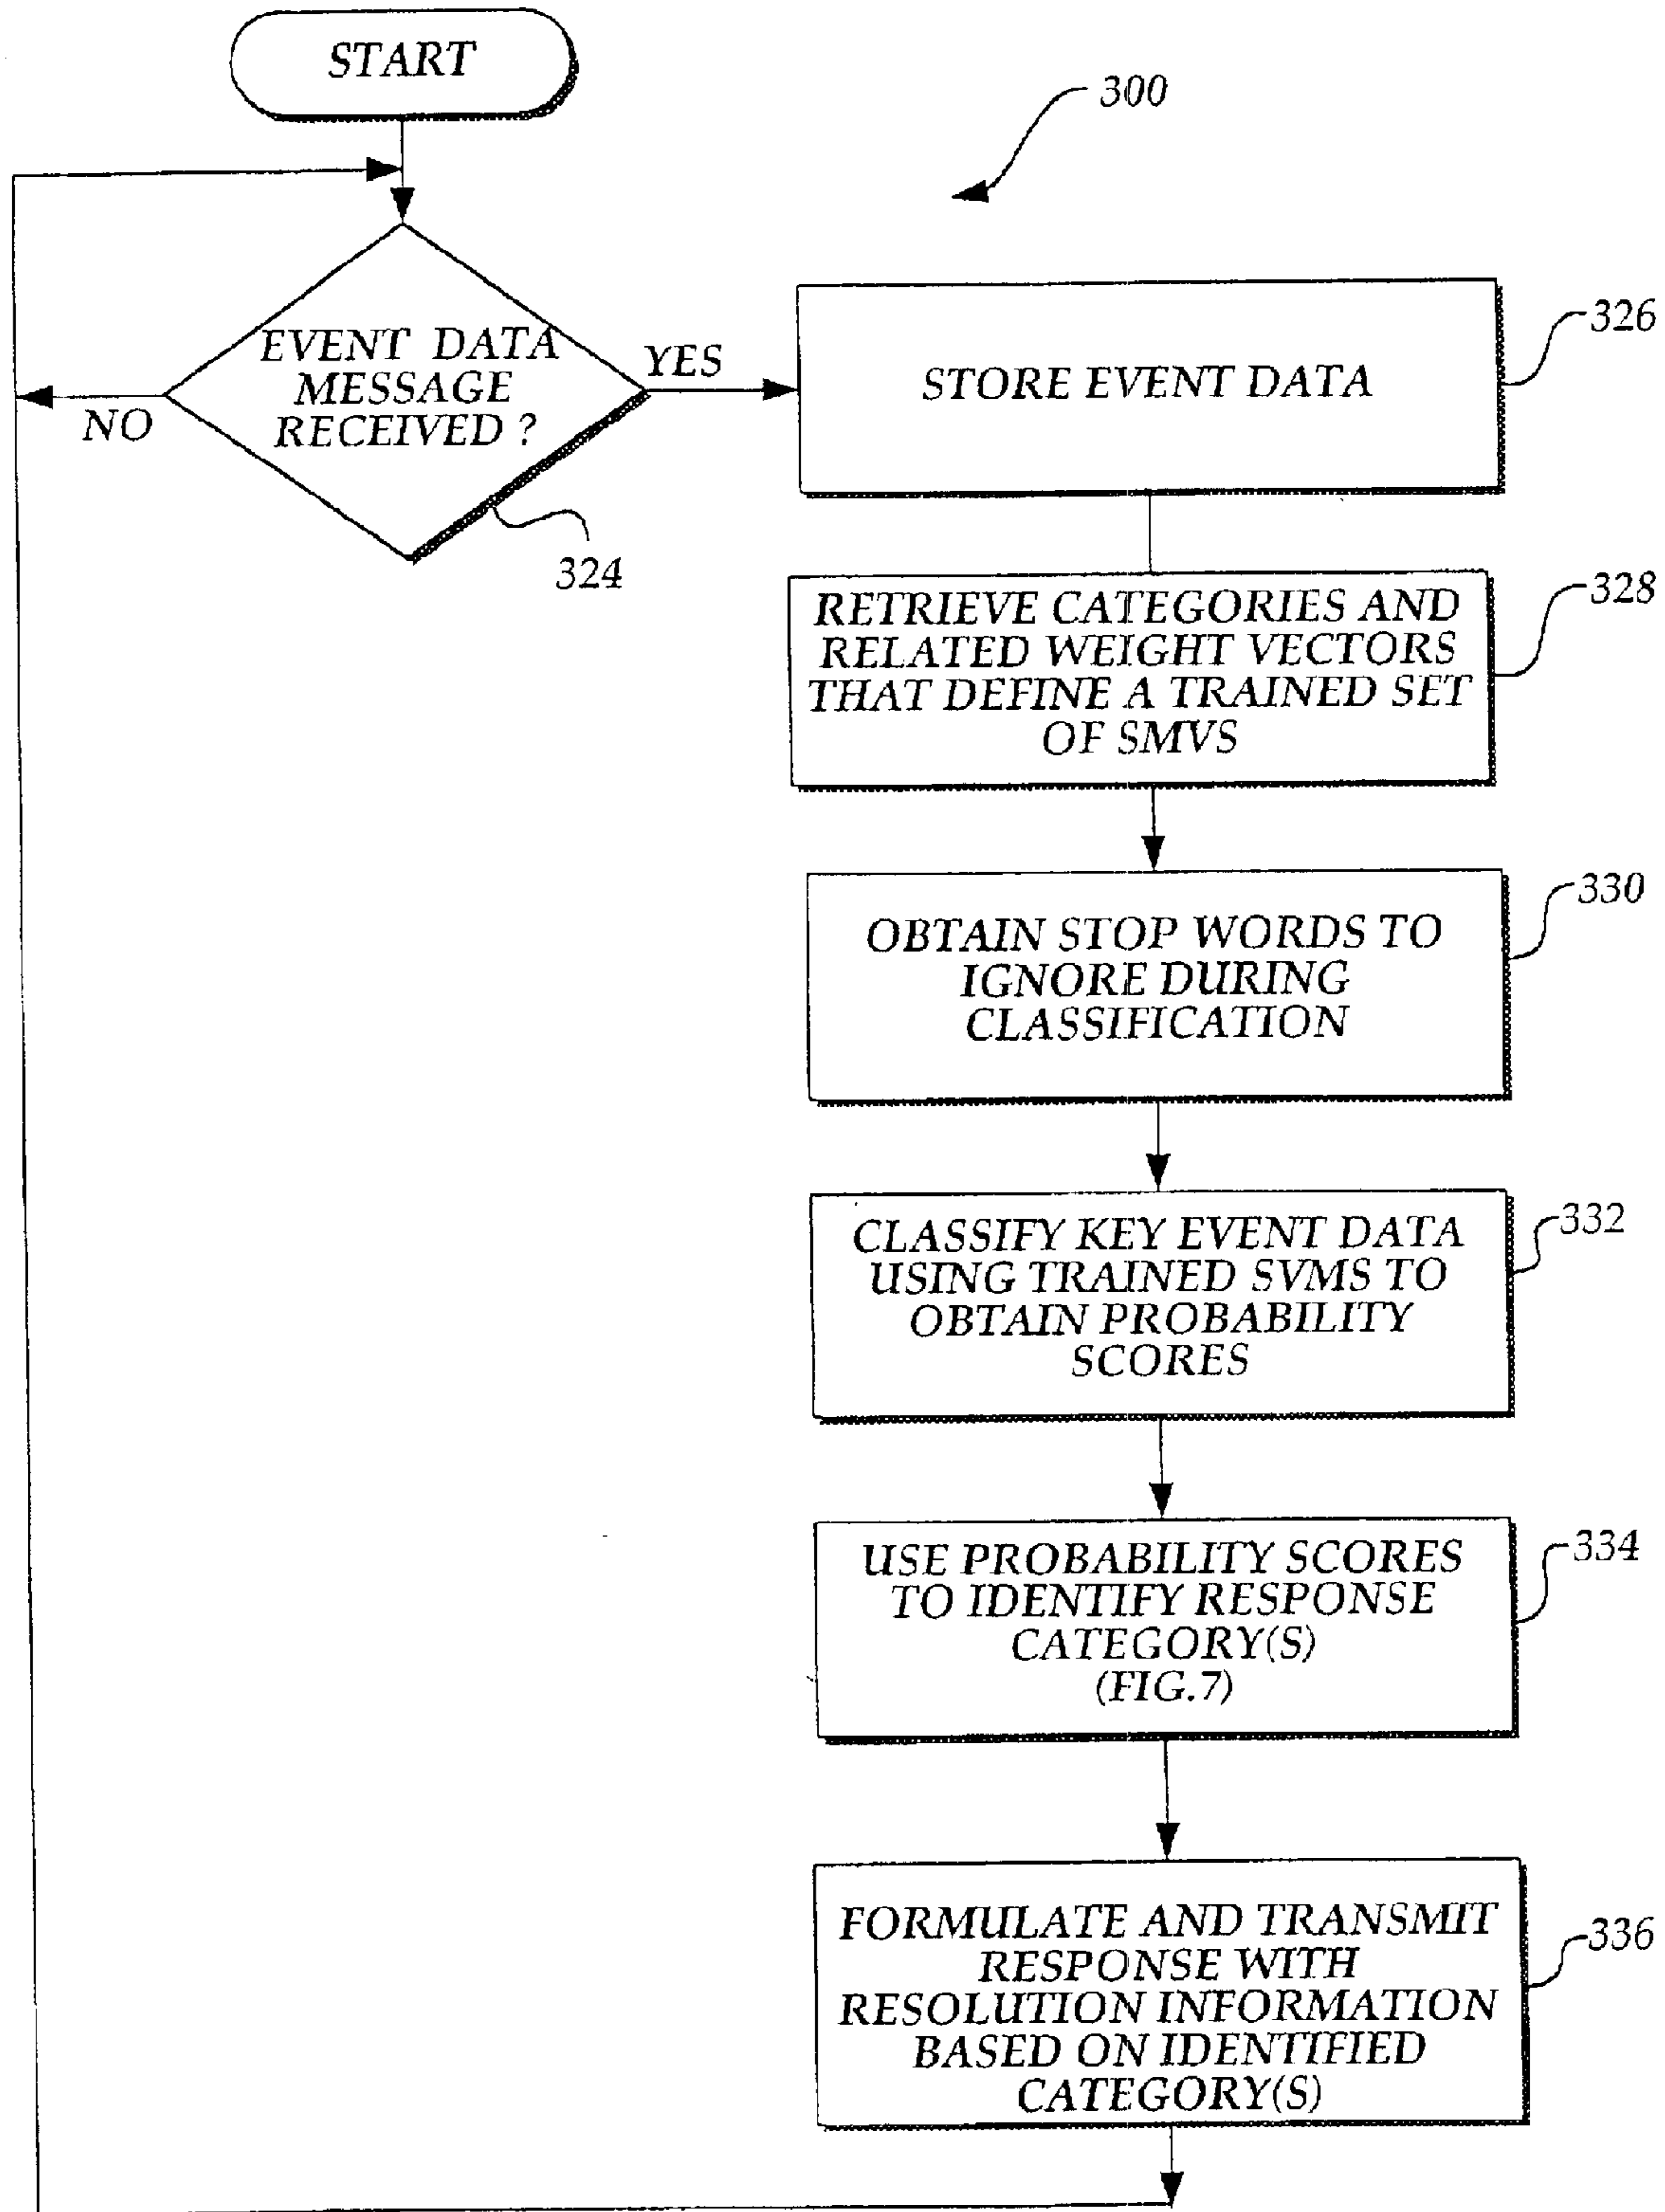 START
300
EVENT DATA
MESSAGE
RECEIVED ?
YES
NO
324
STORE EVENT DATA
326
RETRIEVE CATEGORIES AND
RELATED WEIGHT VECTORS
THAT DEFINE A TRAINED SET
OF SMVS
328
OBTAIN STOP WORDS TO
IGNORE DURING
CLASSIFICATION
330
CLASSIFY KEY EVENT DATA
USING TRAINED SVMS TO
OBTAIN PROBABILITY
SCORES
332
USE PROBABILITY SCORES
TO IDENTIFY RESPONSE
CATEGORY(S)
(FIG.7)
334
FORMULATE AND TRANSMIT
RESPONSE WITH
RESOLUTION INFORMATION
BASED ON IDENTIFIED
CATEGORY(S)
336